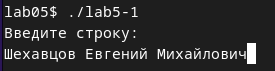 lab05$ ./lab5-1
Введите строку:
Шехавцов Евгений Михайлович